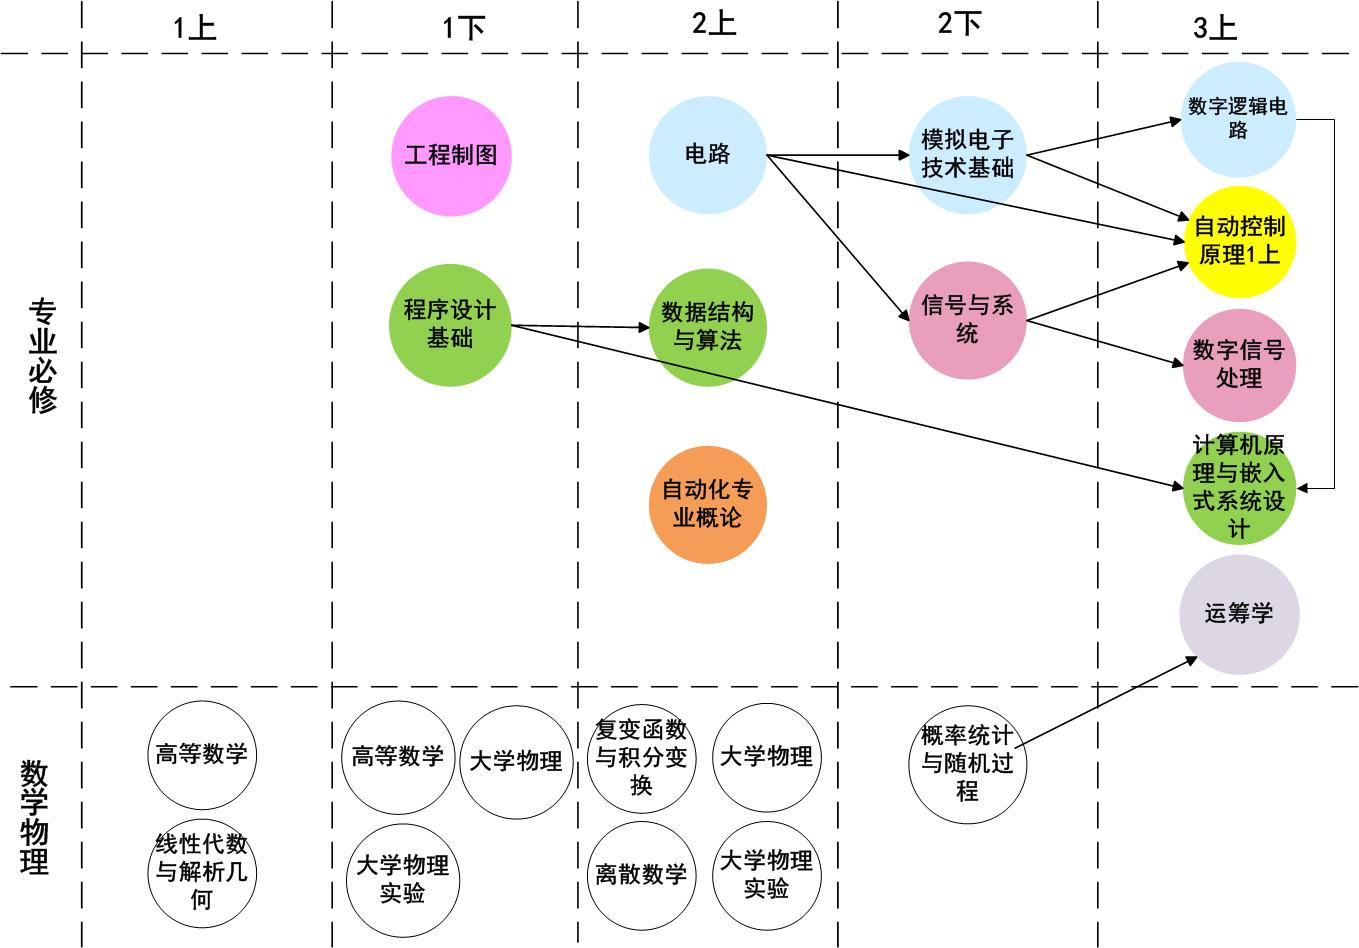 1上
1下
2上
2下
3上
专业必修
工程制图
电路
模拟电子
技术基础
数字逻辑电
路
自动控制
原理1上
程序设计
基础
数据结构
与算法
信号与系
统
数字信号
处理
自动化专
业概论
计算机原
理与嵌入
式系统设
计
运筹学
数学物理
高等数学
线性代数
与解析几
何
高等数学
大学物理
大学物理
实验
复变函数
与积分变
换
大学物理
离散数学
大学物理
实验
概率统计
与随机过
程